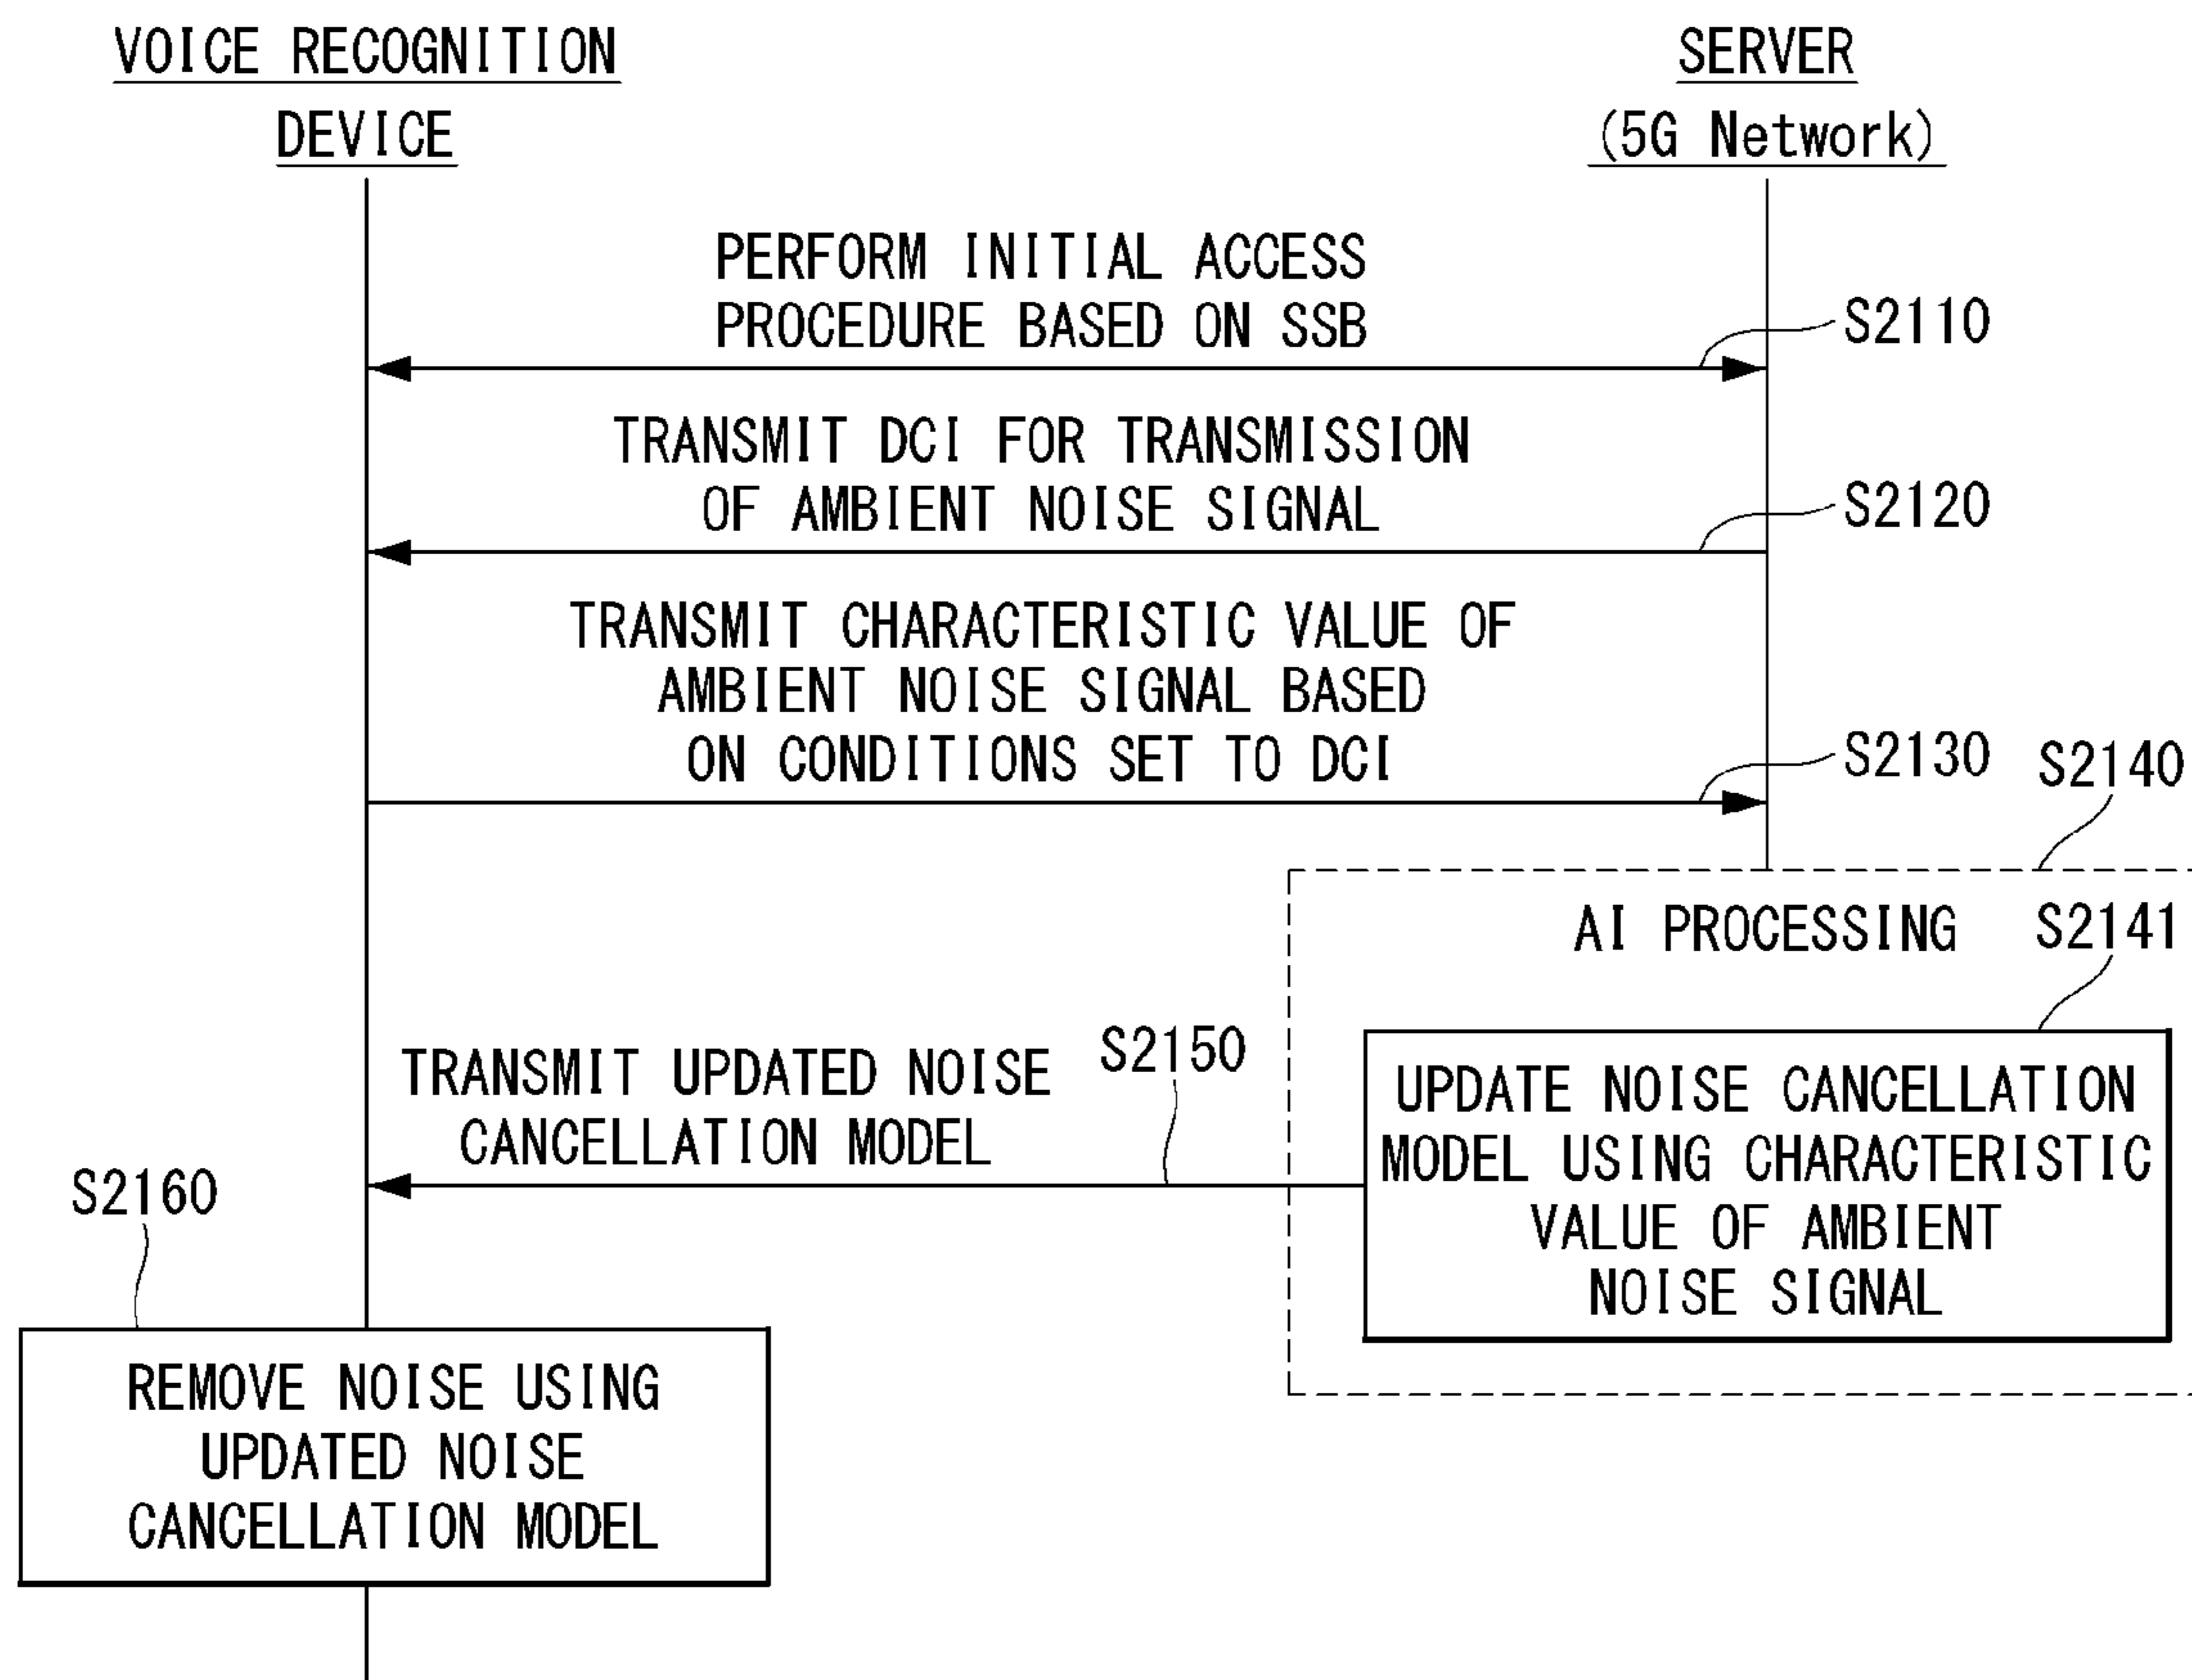 VOICE RECOGNITION
DEVICE
SERVER
(5G Network)
PERFORM INITIAL ACCESS
PROCEDURE BASED ON SSB
S2110
TRANSMIT DCI FOR TRANSMISSION
OF AMBIENT NOISE SIGNAL
S2120
TRANSMIT CHARACTERISTIC VALUE OF
AMBIENT NOISE SIGNAL BASED
ON CONDITIONS SET TO DCI
S2130
S2140
AI PROCESSING
S2141
UPDATE NOISE CANCELLATION
MODEL USING CHARACTERISTIC
VALUE OF AMBIENT
NOISE SIGNAL
S2150
TRANSMIT UPDATED NOISE
CANCELLATION MODEL
S2160
REMOVE NOISE USING
UPDATED NOISE
CANCELLATION MODEL